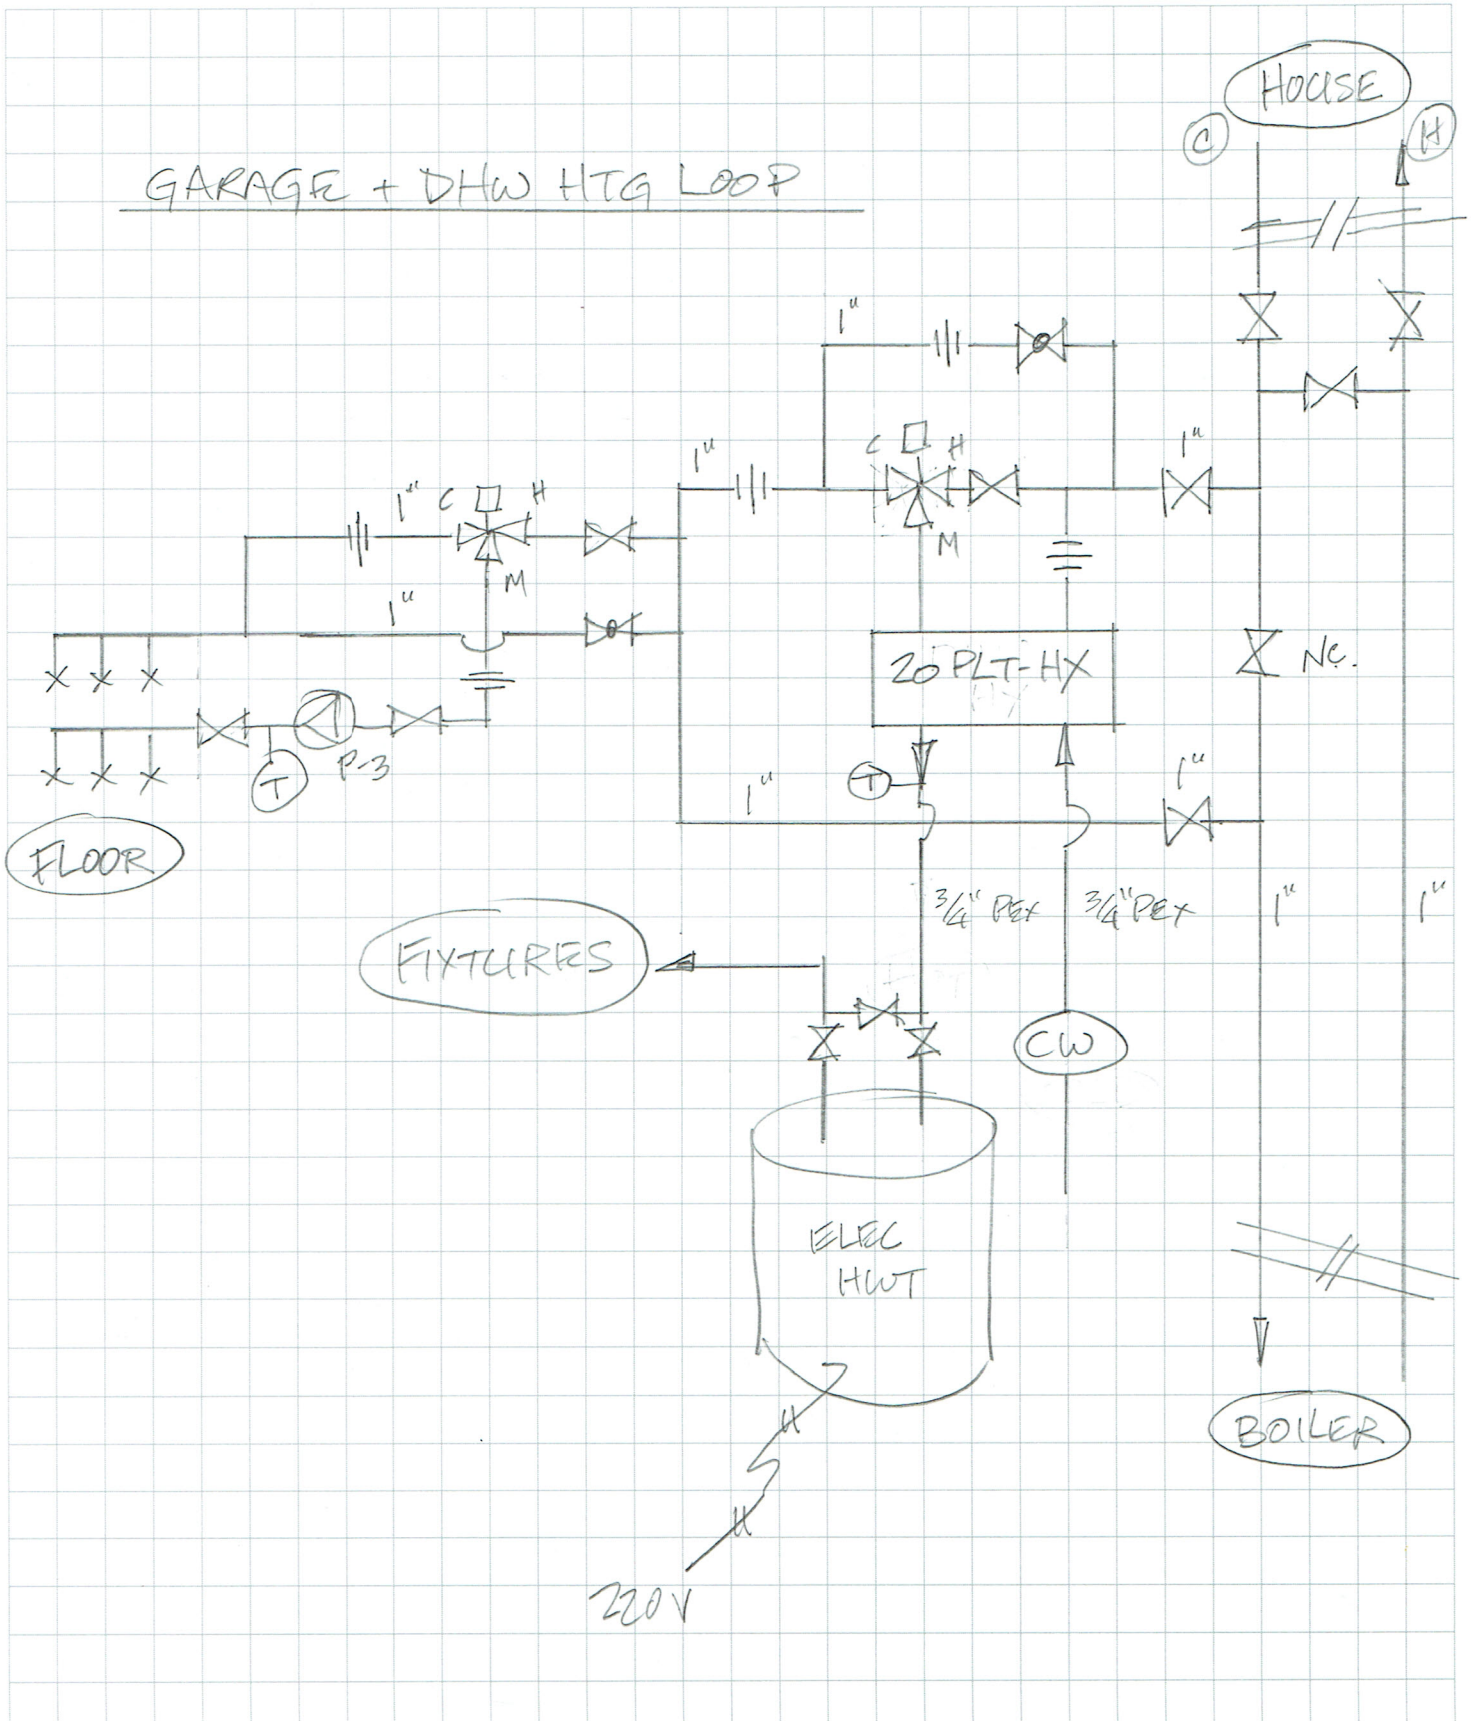 HOUSE
C
H
GARAGE + DHW HTG LOOP
1"
1"
C
H
1"
1"
C
H
M
M
1"
20 PLT-HX
N.C.
P-3
T
T
1"
1"
FLOOR
3/4" PEX
3/4" PEX
1"
1"
FIXTURES
CW
ELEC
HWT
BOILER
220V